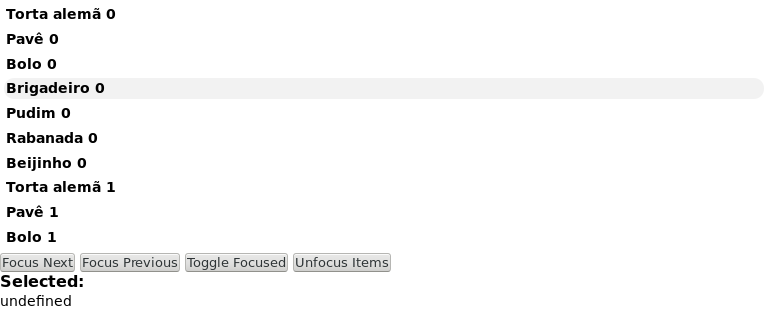 Torta alemã 0
Pavê 0
Bolo 0
Brigadeiro 0
Pudim 0
Rabanada 0
Beijinho 0
Torta alemã 1
Pavê 1
Bolo 1
Focus Next Focus Previous Toggle Focused Unfocus Items
Selected:
undefined